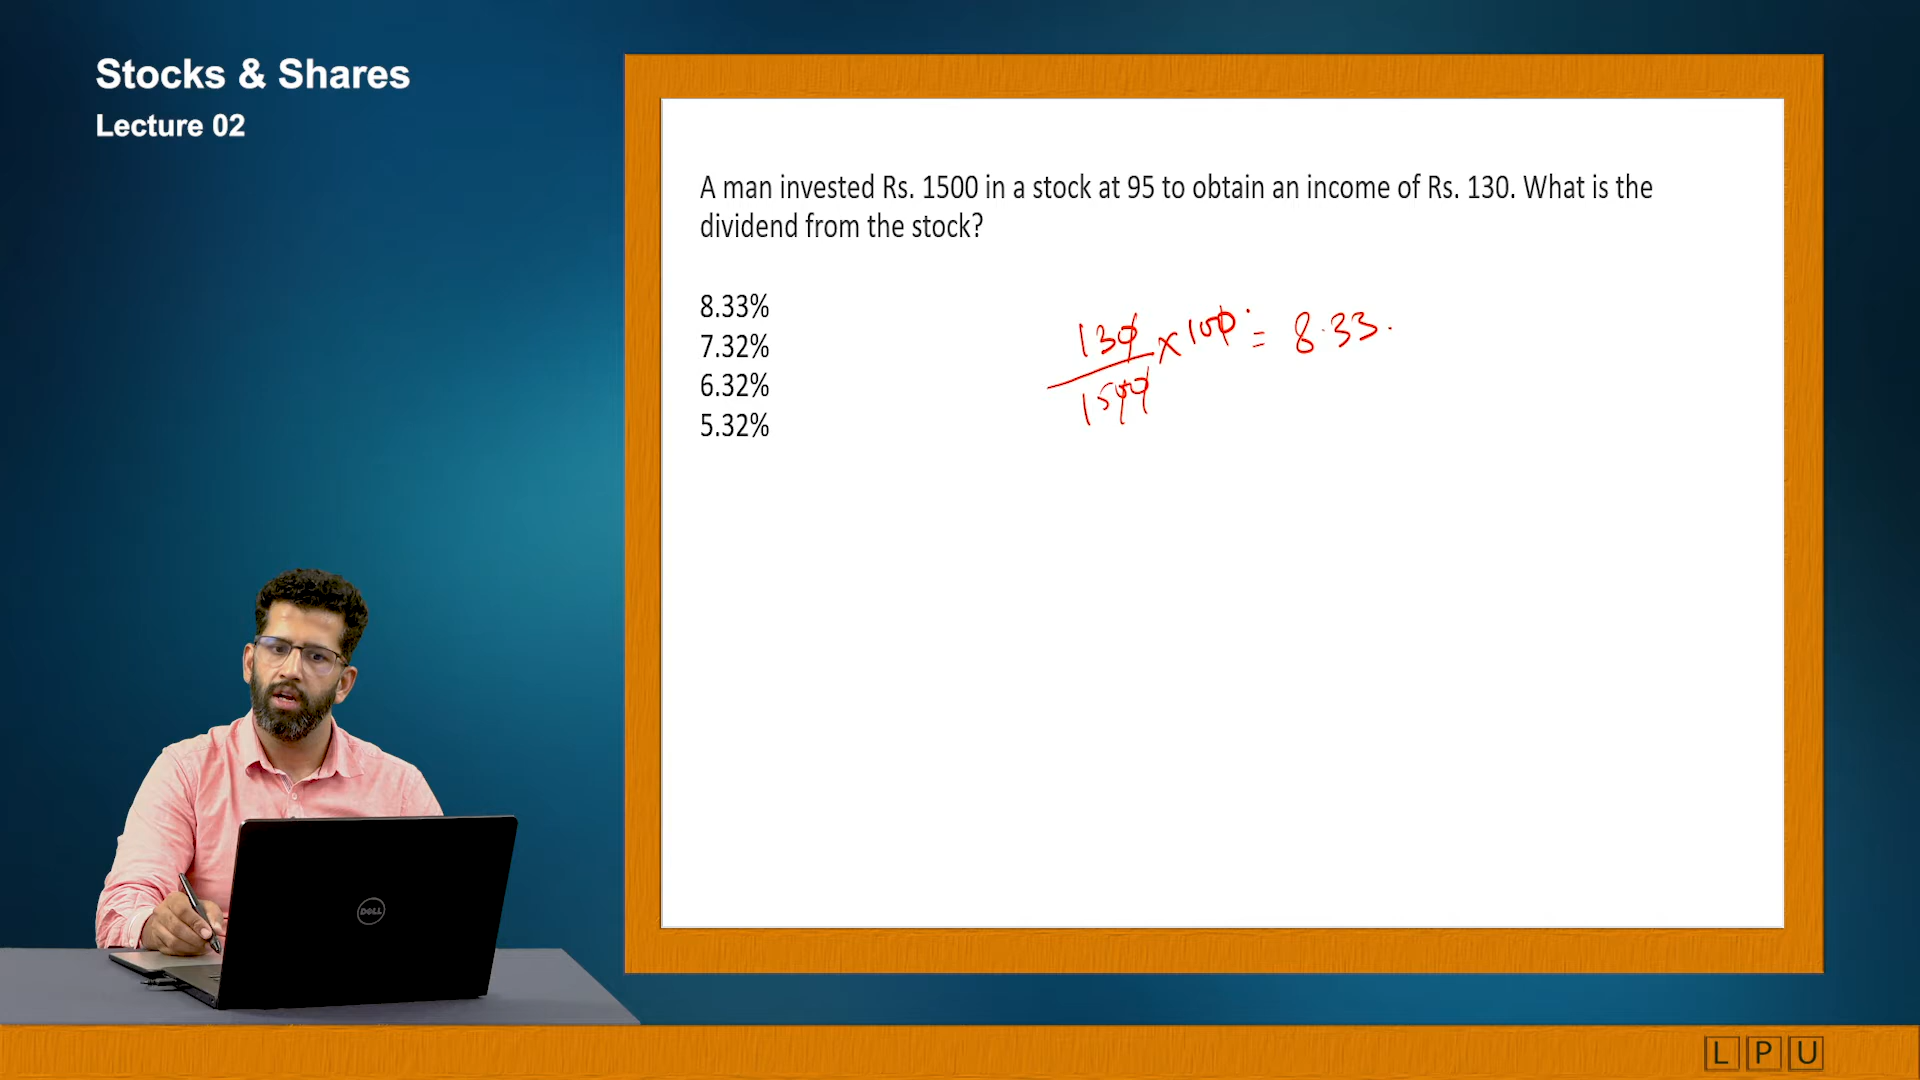 Stocks & Shares
Lecture 02
A man invested Rs. 1500 in a stock at 95 to obtain an income of Rs. 130. What is the
dividend from the stock?
8.33%
7.32%
6.32%
5.32%
130/1500 × 100 = 8.33.
DELL
LPU